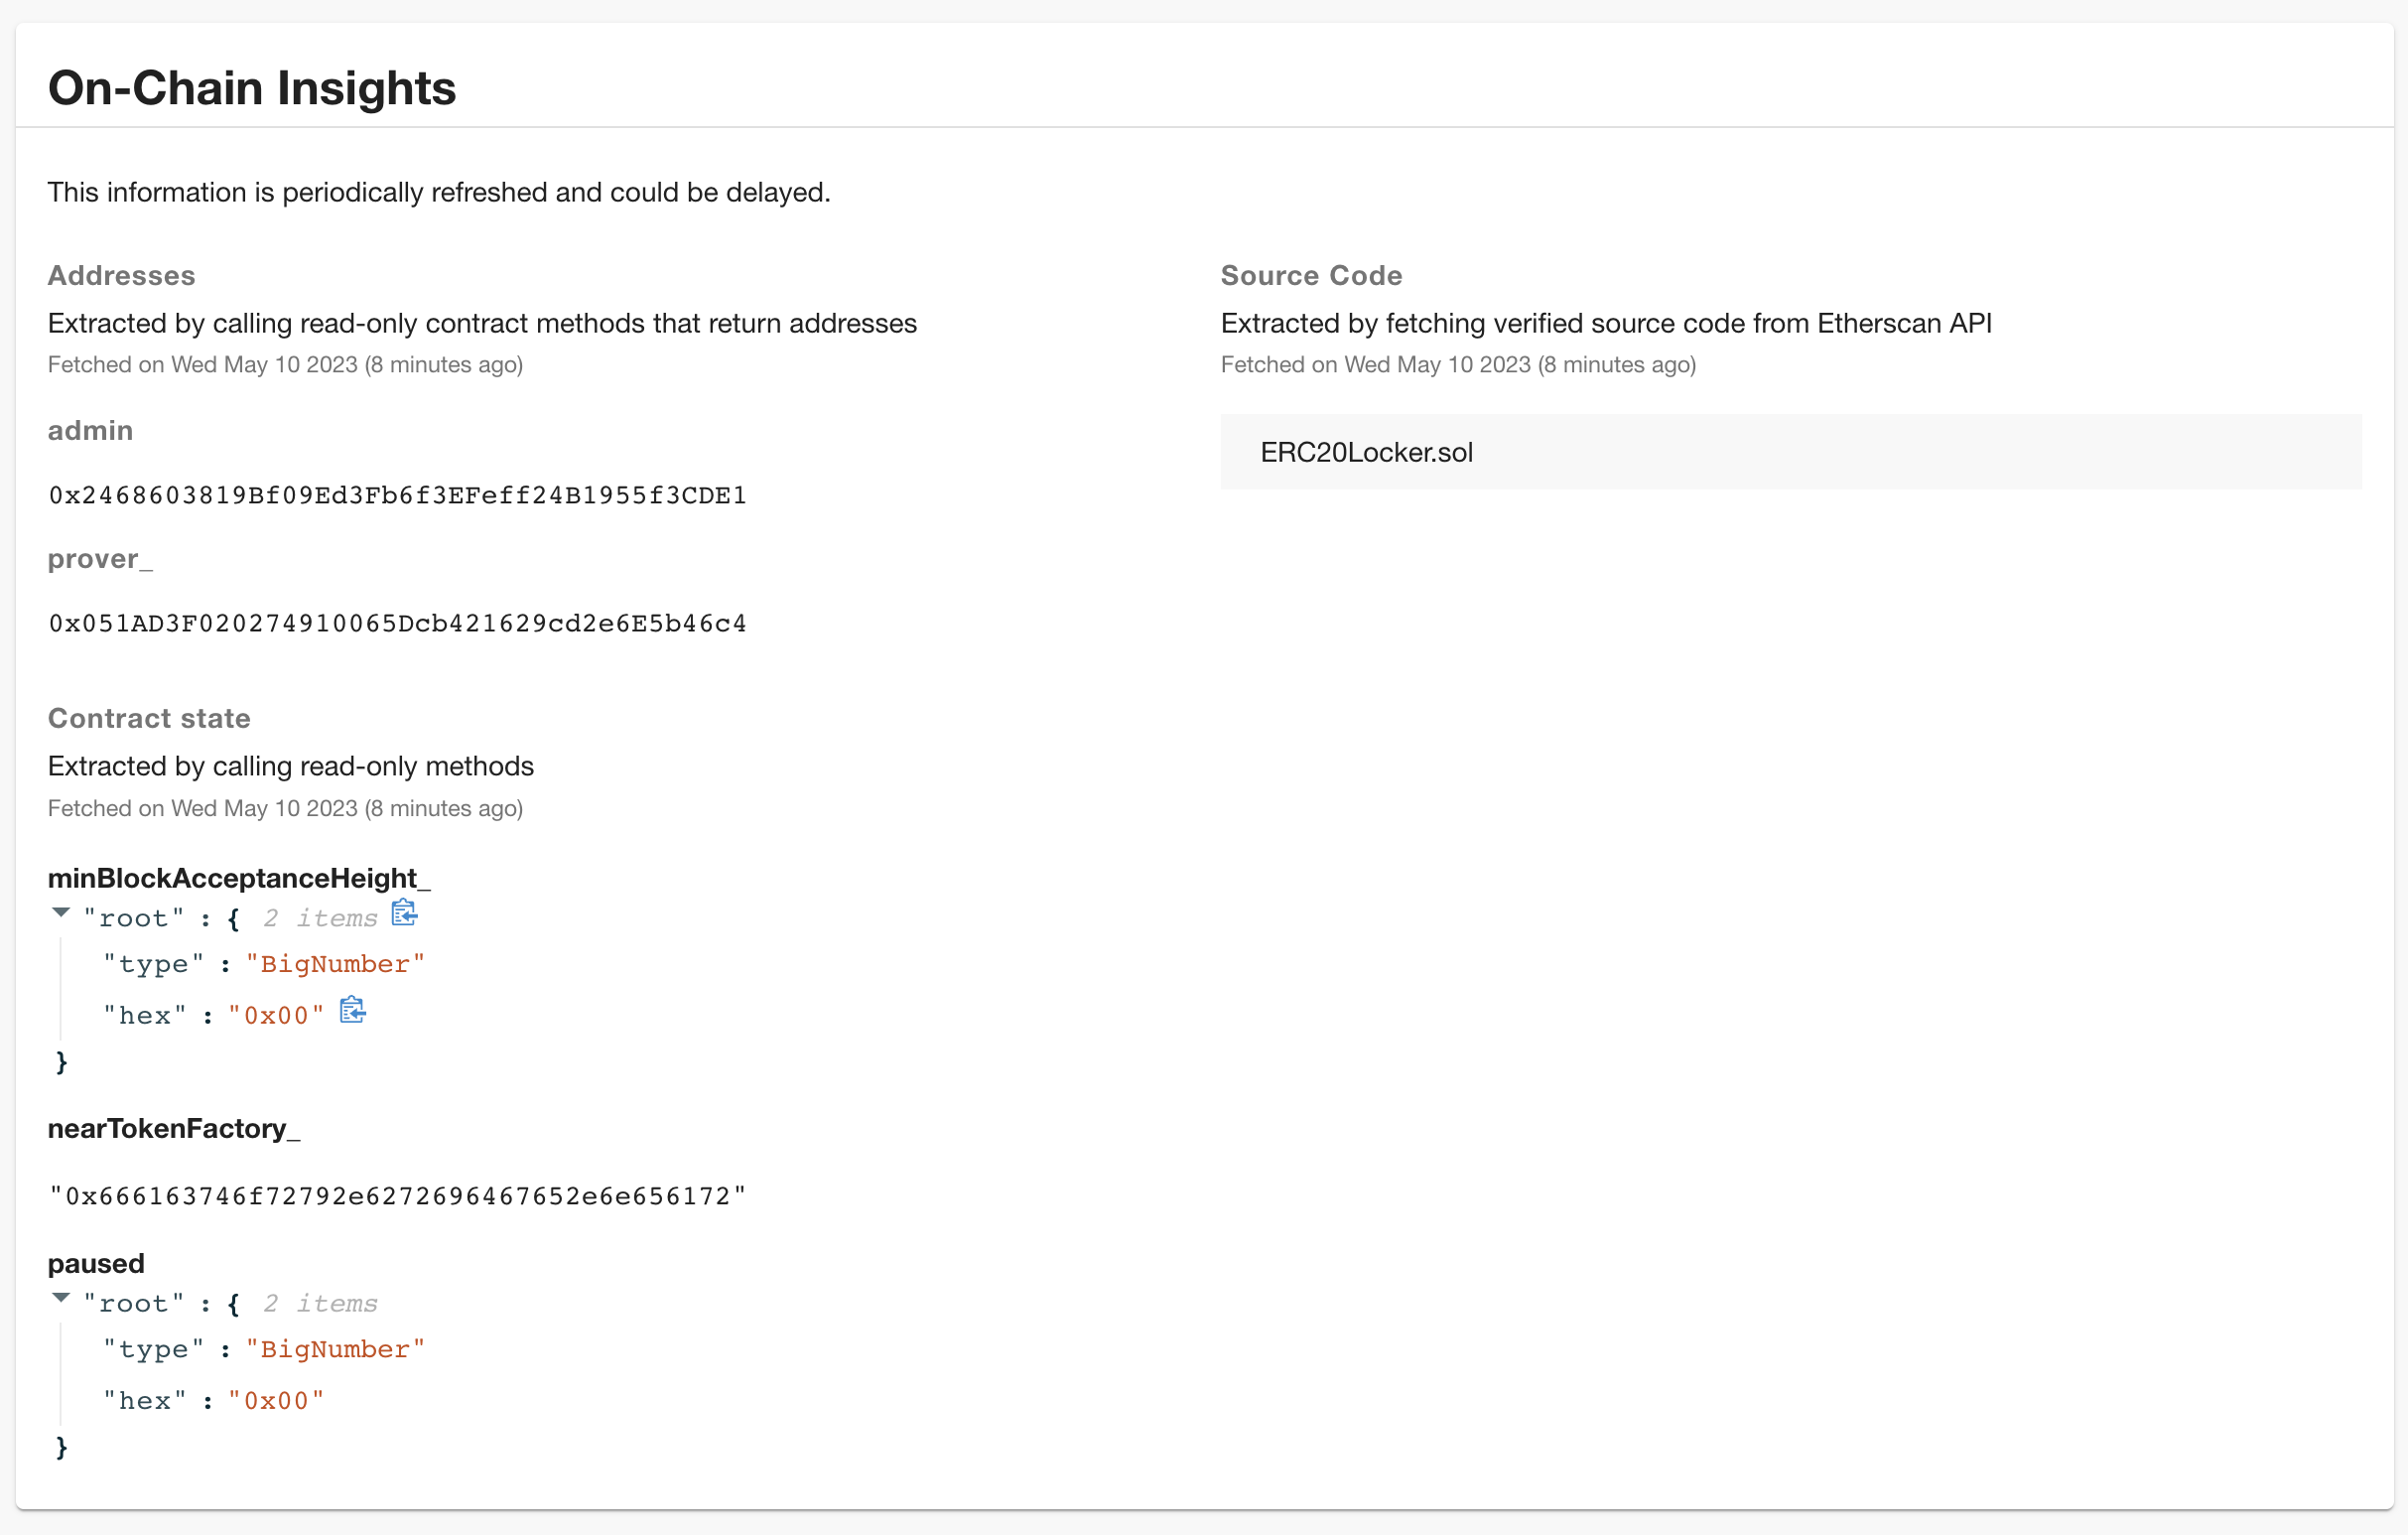 On-Chain Insights
This information is periodically refreshed and could be delayed.
Addresses
Extracted by calling read-only contract methods that return addresses
Fetched on Wed May 10 2023 (8 minutes ago)
admin
0x2468603819Bf09Ed3Fb6f3EFeff24B1955f3CDE1
prover_
0x051AD3F020274910065Dcb421629cd2e6E5b46c4
Contract state
Extracted by calling read-only methods
Fetched on Wed May 10 2023 (8 minutes ago)
minBlockAcceptanceHeight_
"root" : { 2 items
"type" : "BigNumber"
"hex" : "0x00"
}
nearTokenFactory_
"0x666163746f72792e6272696467652e6e656172"
paused
"root" : { 2 items
"type" : "BigNumber"
"hex" : "0x00"
}
Source Code
Extracted by fetching verified source code from Etherscan API
Fetched on Wed May 10 2023 (8 minutes ago)
ERC20Locker.sol